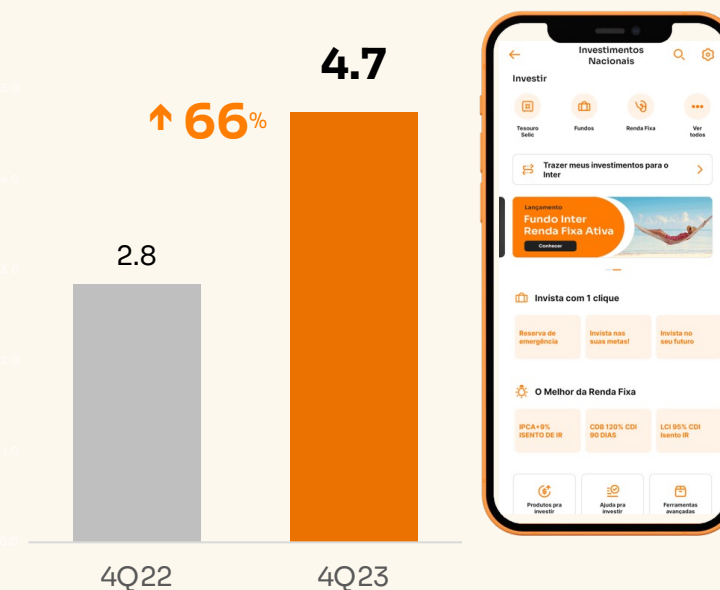 4.7
↑ 66%
2.8
4Q22
4Q23
Investimentos
Nacionais
Investir
Tesouro
Selic
Fundos
Renda Fixa
Ver
todos
Trazer meus investimentos para o
Inter
Lançamento
Fundo Inter
Renda Fixa Ativa
Conhecer
Invista com 1 clique
Reserva de
emergência
Invista nas
suas metas!
Invista no
seu futuro
O Melhor da Renda Fixa
IPCA+9%
ISENTO DE IR
CDB 120% CDI
90 DIAS
LCI 95% CDI
Isento IR
Produtos pra
investir
Ajuda pra
investir
Ferramentas
avançadas